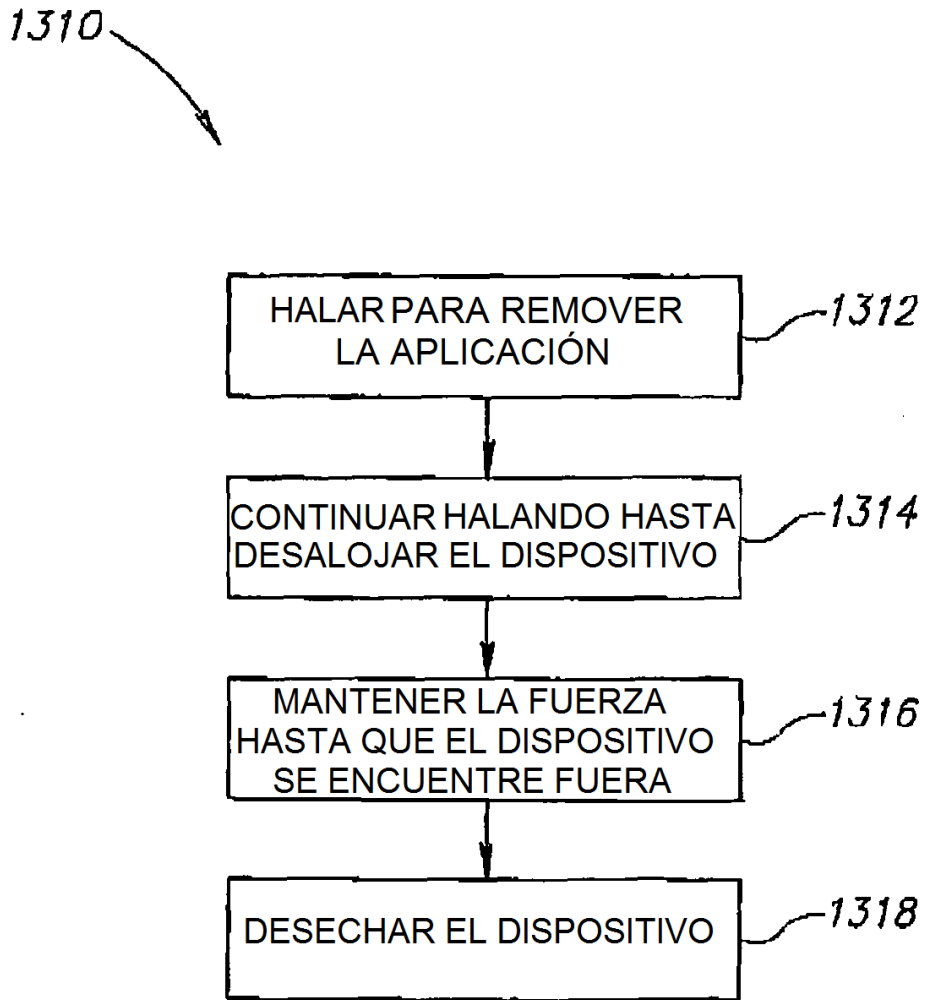 1310
HALAR PARA REMOVER
LA APLICACIÓN
1312
CONTINUAR HALANDO HASTA
DESALOJAR EL DISPOSITIVO
1314
MANTENER LA FUERZA
HASTA QUE EL DISPOSITIVO
SE ENCUENTRE FUERA
1316
DESECHAR EL DISPOSITIVO
1318